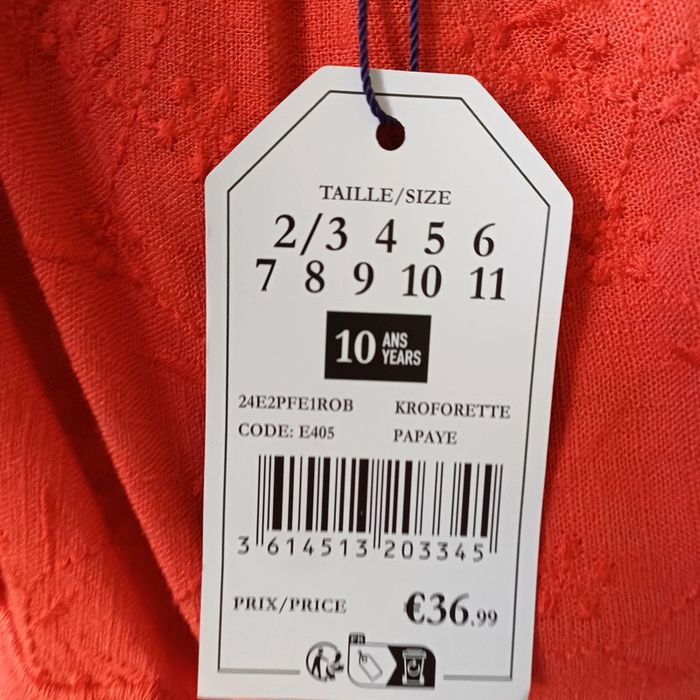 TAILLE/SIZE
2/3 4 5 6
7 8 9 10 11
10 ANS YEARS
24E2PFE1ROB KROFORETTE
CODE: E405 PAPAYE
3 614513 203345
PRIX/PRICE €36.99
FR